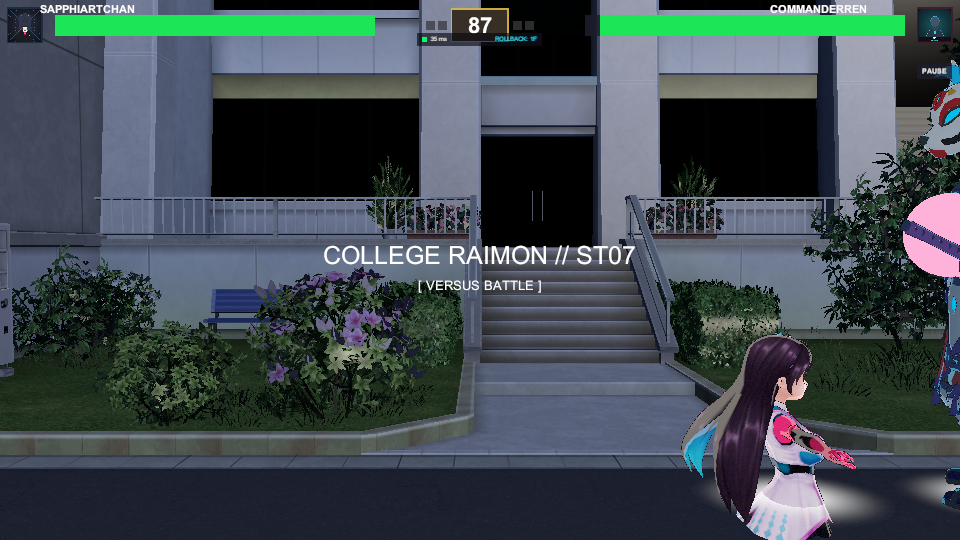 SAPPHIARTCHAN
COMMANDERREN
87
35 ms
ROLLBACK: 1F
PAUSE
COLLEGE RAIMON // ST07
[ VERSUS BATTLE ]